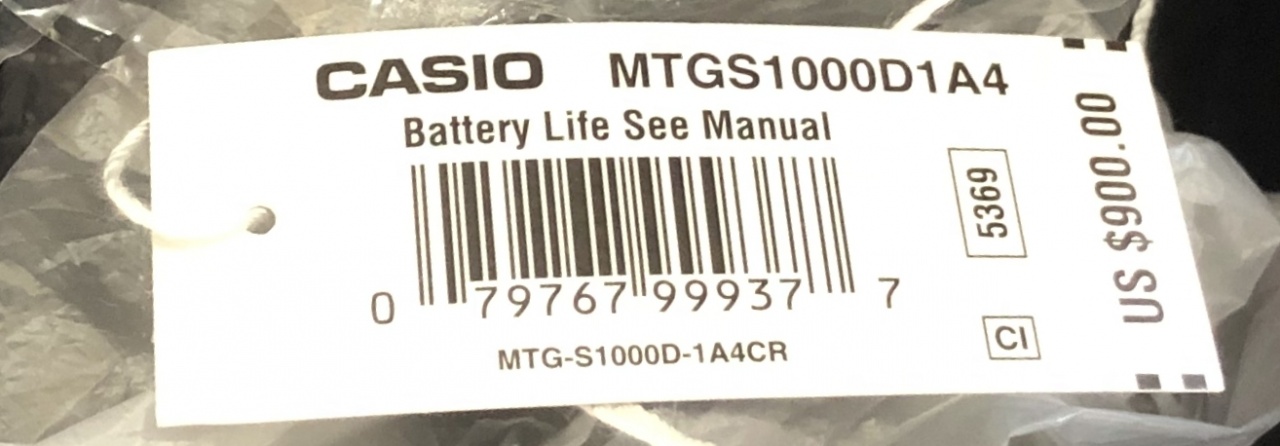 CASIO MTGS1000D1A4
Battery Life See Manual
0 79767 99937 7
MTG-S1000D-1A4CR
5369
CI
US $900.00